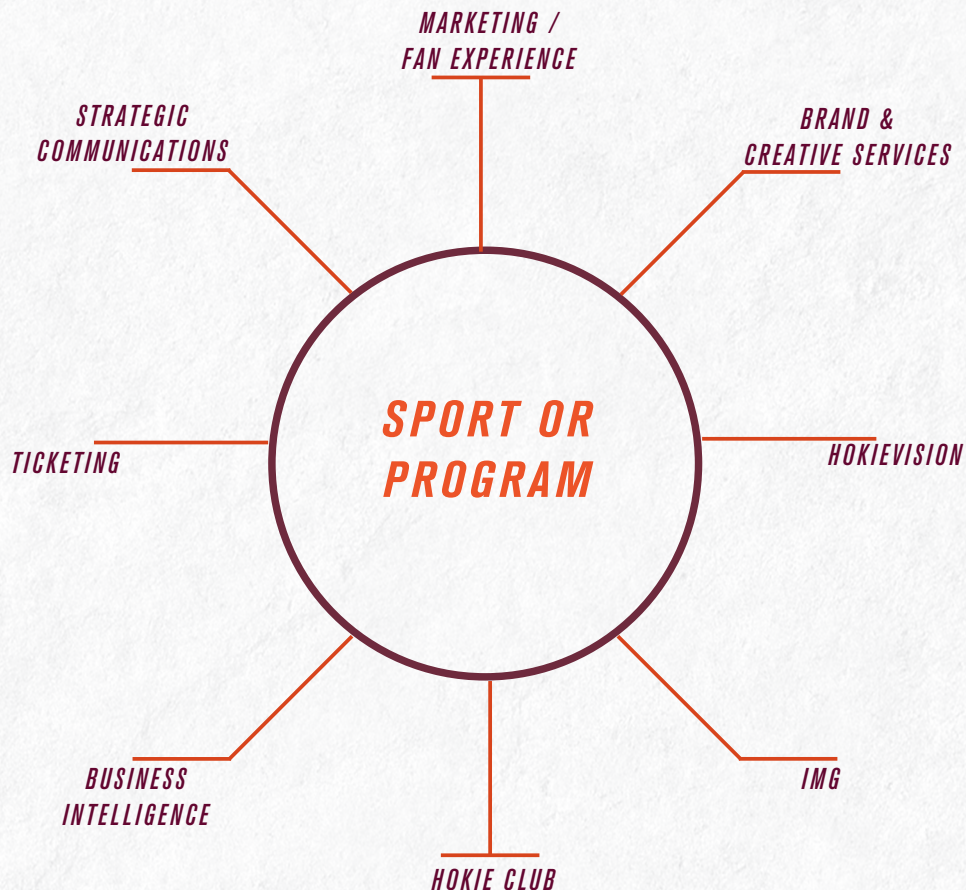 MARKETING /
FAN EXPERIENCE
STRATEGIC
COMMUNICATIONS
BRAND &
CREATIVE SERVICES
SPORT OR
PROGRAM
TICKETING
HOKIEVISION
BUSINESS
INTELLIGENCE
IMG
HOKIE CLUB